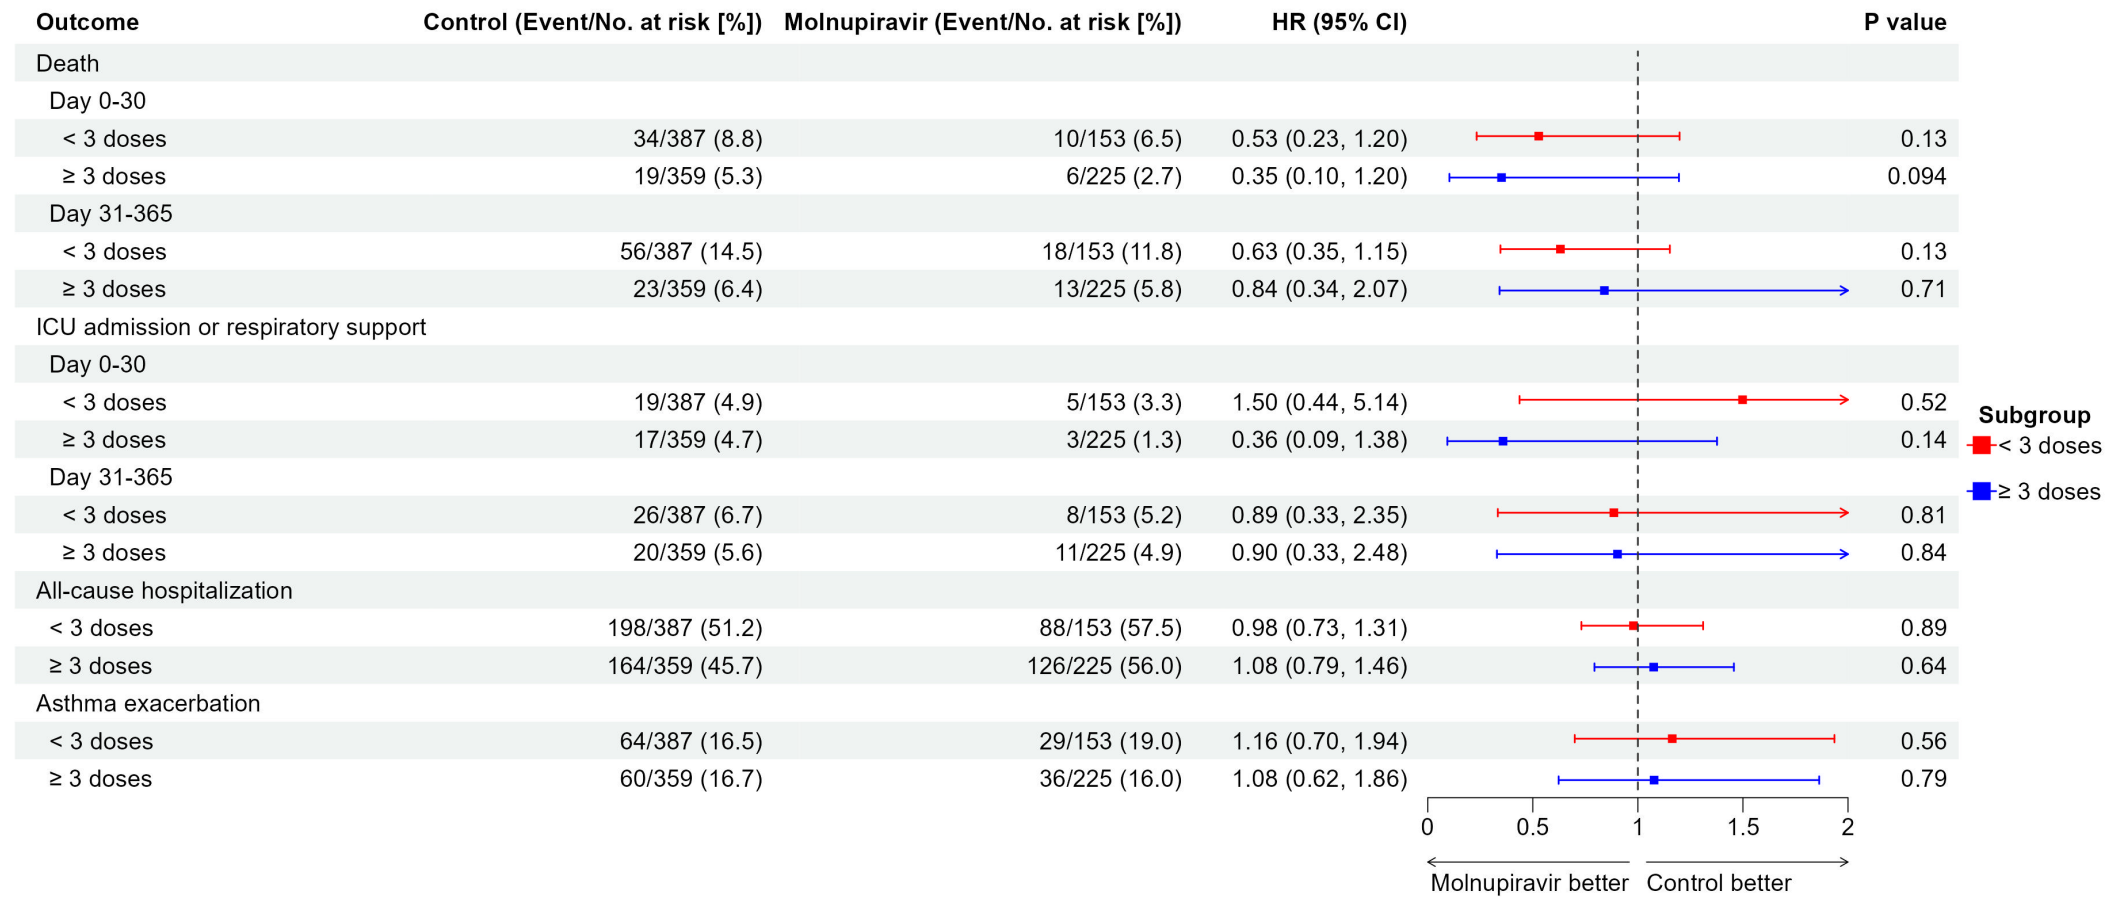 Outcome Control (Event/No. at risk [%]) Molnupiravir (Event/No. at risk [%]) HR (95% CI) P value
Death
Day 0-30
< 3 doses 34/387 (8.8) 10/153 (6.5) 0.53 (0.23, 1.20) 0.13
≥ 3 doses 19/359 (5.3) 6/225 (2.7) 0.35 (0.10, 1.20) 0.094
Day 31-365
< 3 doses 56/387 (14.5) 18/153 (11.8) 0.63 (0.35, 1.15) 0.13
≥ 3 doses 23/359 (6.4) 13/225 (5.8) 0.84 (0.34, 2.07) 0.71
ICU admission or respiratory support
Day 0-30
< 3 doses 19/387 (4.9) 5/153 (3.3) 1.50 (0.44, 5.14) 0.52
≥ 3 doses 17/359 (4.7) 3/225 (1.3) 0.36 (0.09, 1.38) 0.14
Day 31-365
< 3 doses 26/387 (6.7) 8/153 (5.2) 0.89 (0.33, 2.35) 0.81
≥ 3 doses 20/359 (5.6) 11/225 (4.9) 0.90 (0.33, 2.48) 0.84
All-cause hospitalization
< 3 doses 198/387 (51.2) 88/153 (57.5) 0.98 (0.73, 1.31) 0.89
≥ 3 doses 164/359 (45.7) 126/225 (56.0) 1.08 (0.79, 1.46) 0.64
Asthma exacerbation
< 3 doses 64/387 (16.5) 29/153 (19.0) 1.16 (0.70, 1.94) 0.56
≥ 3 doses 60/359 (16.7) 36/225 (16.0) 1.08 (0.62, 1.86) 0.79
0 0.5 1 1.5 2
Molnupiravir better Control better
Subgroup
< 3 doses
≥ 3 doses